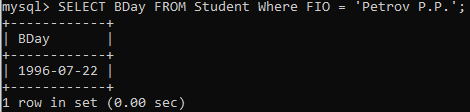 mysql> SELECT BDay FROM Student Where FIO = 'Petrov P.P.';
+------------+
| BDay       |
+------------+
| 1996-07-22 |
+------------+
1 row in set (0.00 sec)